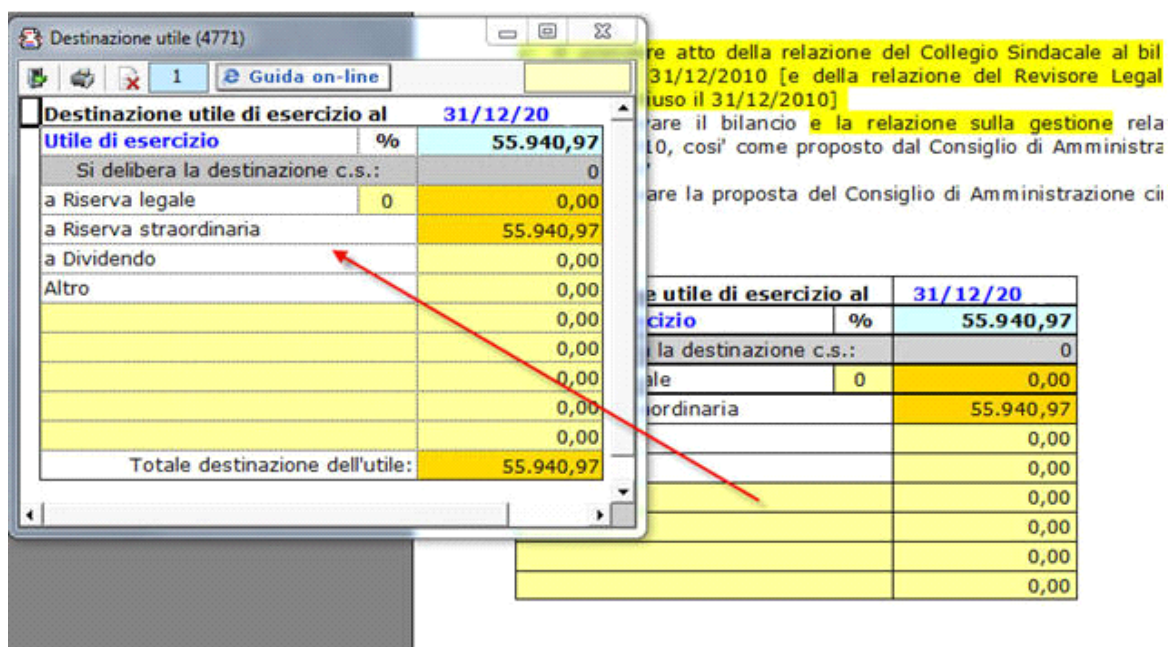 Destinazione utile (4771)
1 Guida on-line
Destinazione utile di esercizio al 31/12/20
Utile di esercizio % 55.940,97
Si delibera la destinazione c.s.: 0
a Riserva legale 0 0,00
a Riserva straordinaria 55.940,97
a Dividendo 0,00
Altro 0,00
0,00
0,00
0,00
0,00
0,00
Totale destinazione dell'utile: 55.940,97
re atto della relazione del Collegio Sindacale al bil
31/12/2010 [e della relazione del Revisore Legal
iuso il 31/12/2010]
are il bilancio e la relazione sulla gestione rela
10, cosi' come proposto dal Consiglio di Amministra
are la proposta del Consiglio di Amministrazione cir
e utile di esercizio al 31/12/20
cizio % 55.940,97
la destinazione c.s.: 0
ale 0 0,00
ordinaria 55.940,97
0,00
0,00
0,00
0,00
0,00
0,00